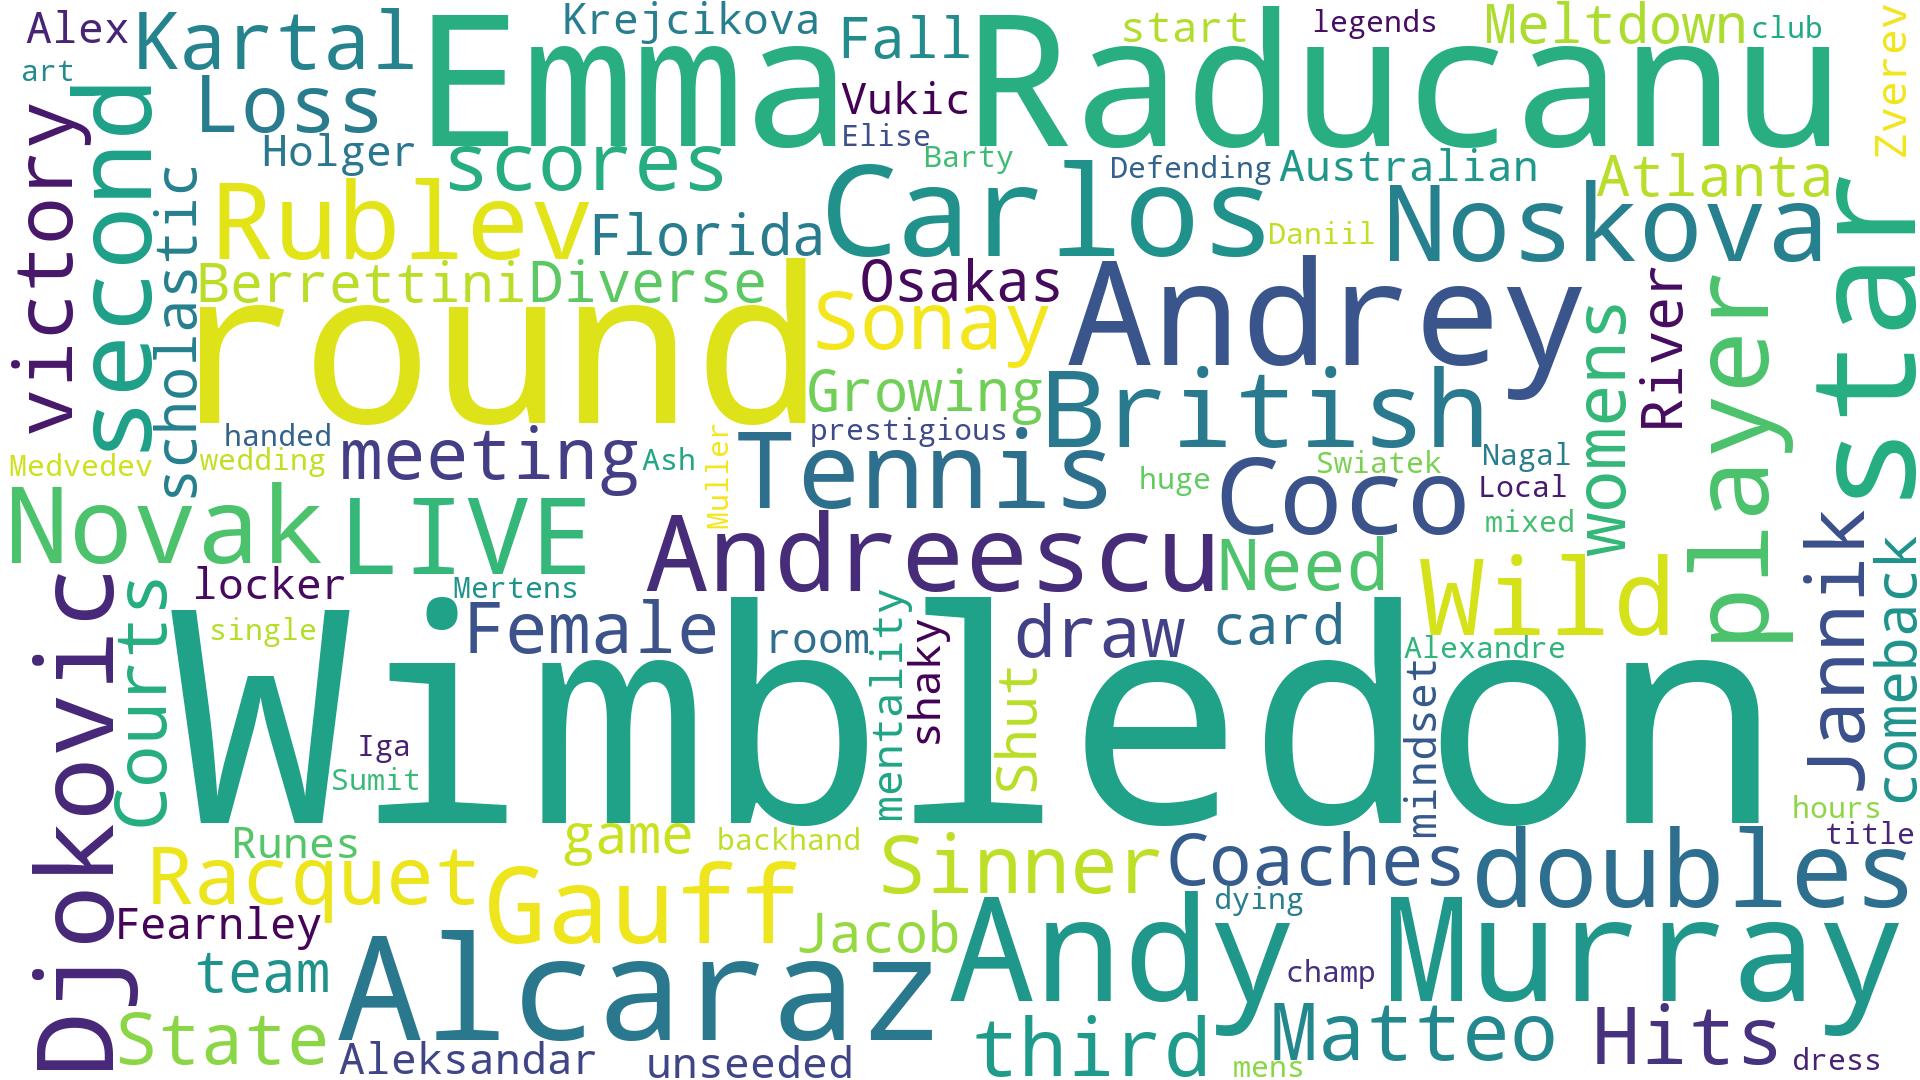 Alex
Kartal
Emma
Krejcikova
Fall
Raducanu
start
legends
Meltdown
club
Zverev
art
Loss
Vukic
Elise
Holger
scores
Barty
Defending
Australian
Atlanta
victory
second
scholastic
Rublev
Florida
Carlos
Daniil
Noskova
star
Berrettini
Diverse
Osakas
Andrey
round
Sonay
womens
River
player
Growing
British
handed
wedding
meeting
Ash
Muller
Tennis
prestigious
huge
Coco
Swiatek
Nagal
Local
mixed
Medvedev
Novak
LIVE
Andreescu
Need
Wild
Jannik
comeback
locker
Mertens
Djokovic
Courts
single
Female
room
mentality
shaky
draw
card
Alexandre
Wimbledon
Iga
Sumit
Shut
mindset
hours
title
Runes
game
backhand
Racquet
Gauff
Sinner
Coaches
doubles
dying
Fearnley
Jacob
Andy
Murray
team
Alcaraz
champ
State
third
Matteo
Hits
Aleksandar
unseeded
mens
dress